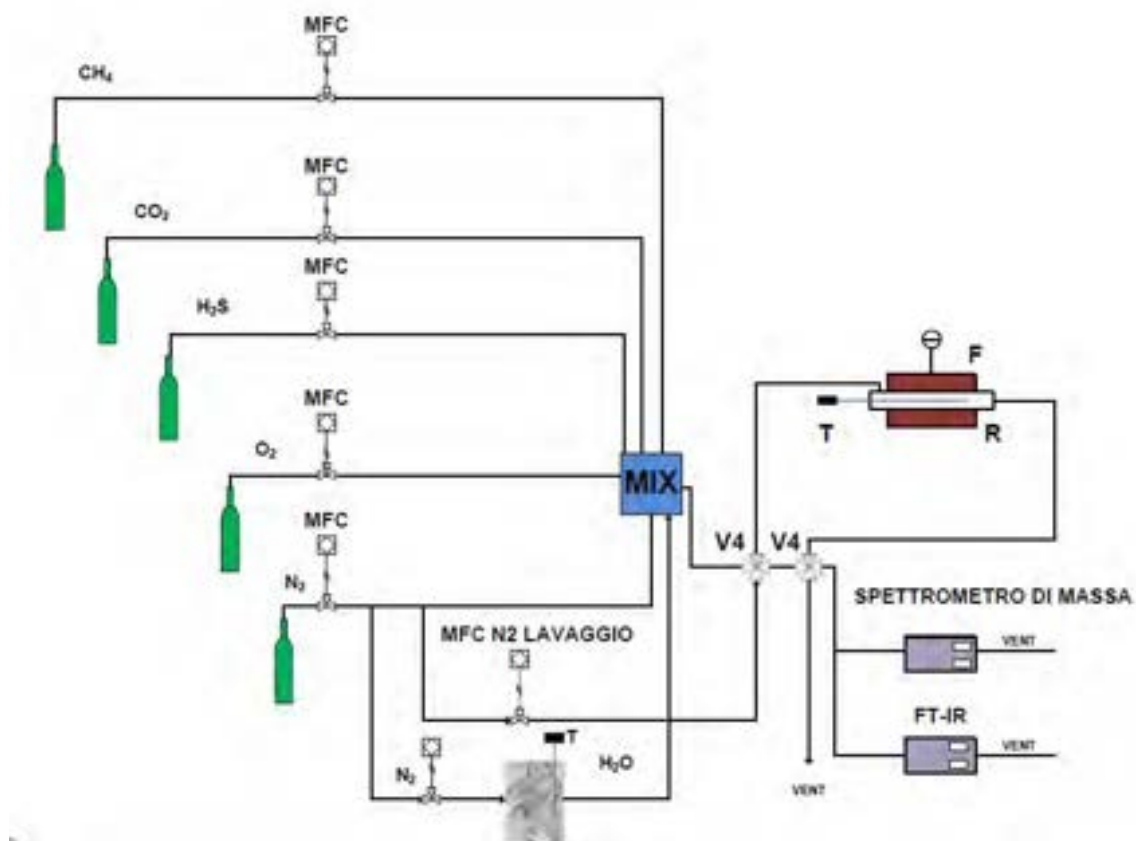 MFC
CH₄
MFC
CO₂
MFC
H₂S
MFC
O₂
MFC
N₂
MIX
F
T
R
V4 V4
SPETTROMETRO DI MASSA
VENT
MFC N2 LAVAGGIO
FT-IR
T
H₂O
N₂
VENT
VENT